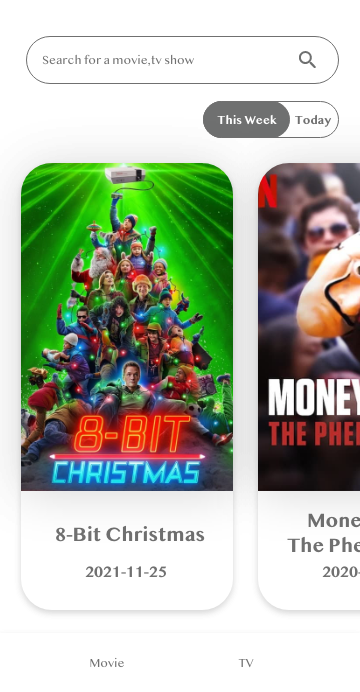 Search for a movie,tv show
This Week
Today
8-BIT
CHRISTMAS
N
MONEY
THE PHE
8-Bit Christmas
2021-11-25
Mone
The Phe
2020-
Movie
TV